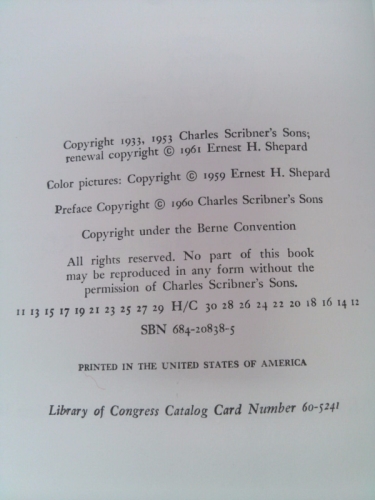 Copyright 1933, 1953 Charles Scribner's Sons;
renewal copyright © 1961 Ernest H. Shepard
Color pictures: Copyright © 1959 Ernest H. Shepard
Preface Copyright © 1960 Charles Scribner's Sons
Copyright under the Berne Convention
All rights reserved. No part of this book
may be reproduced in any form without the
permission of Charles Scribner's Sons.
11 13 15 17 19 21 23 25 27 29 H/C 30 28 26 24 22 20 18 16 14 12
SBN 684-20838-5
PRINTED IN THE UNITED STATES OF AMERICA
Library of Congress Catalog Card Number 60-5241